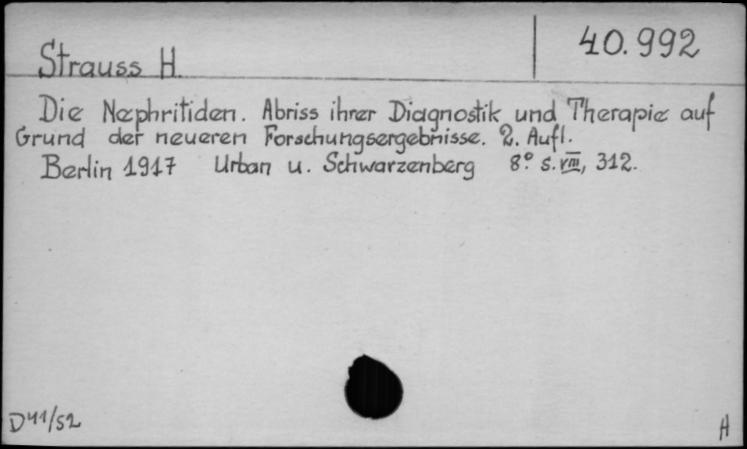 40.992
Strauss H.
Die Nephritiden. Abriss ihrer Diagnostik und Therapie auf
Grund der neueren Forschungsergebnisse. 2. Aufl.
Berlin 1917 Urban u. Schwarzenberg 8° S. VIII, 312.
D41/52
A